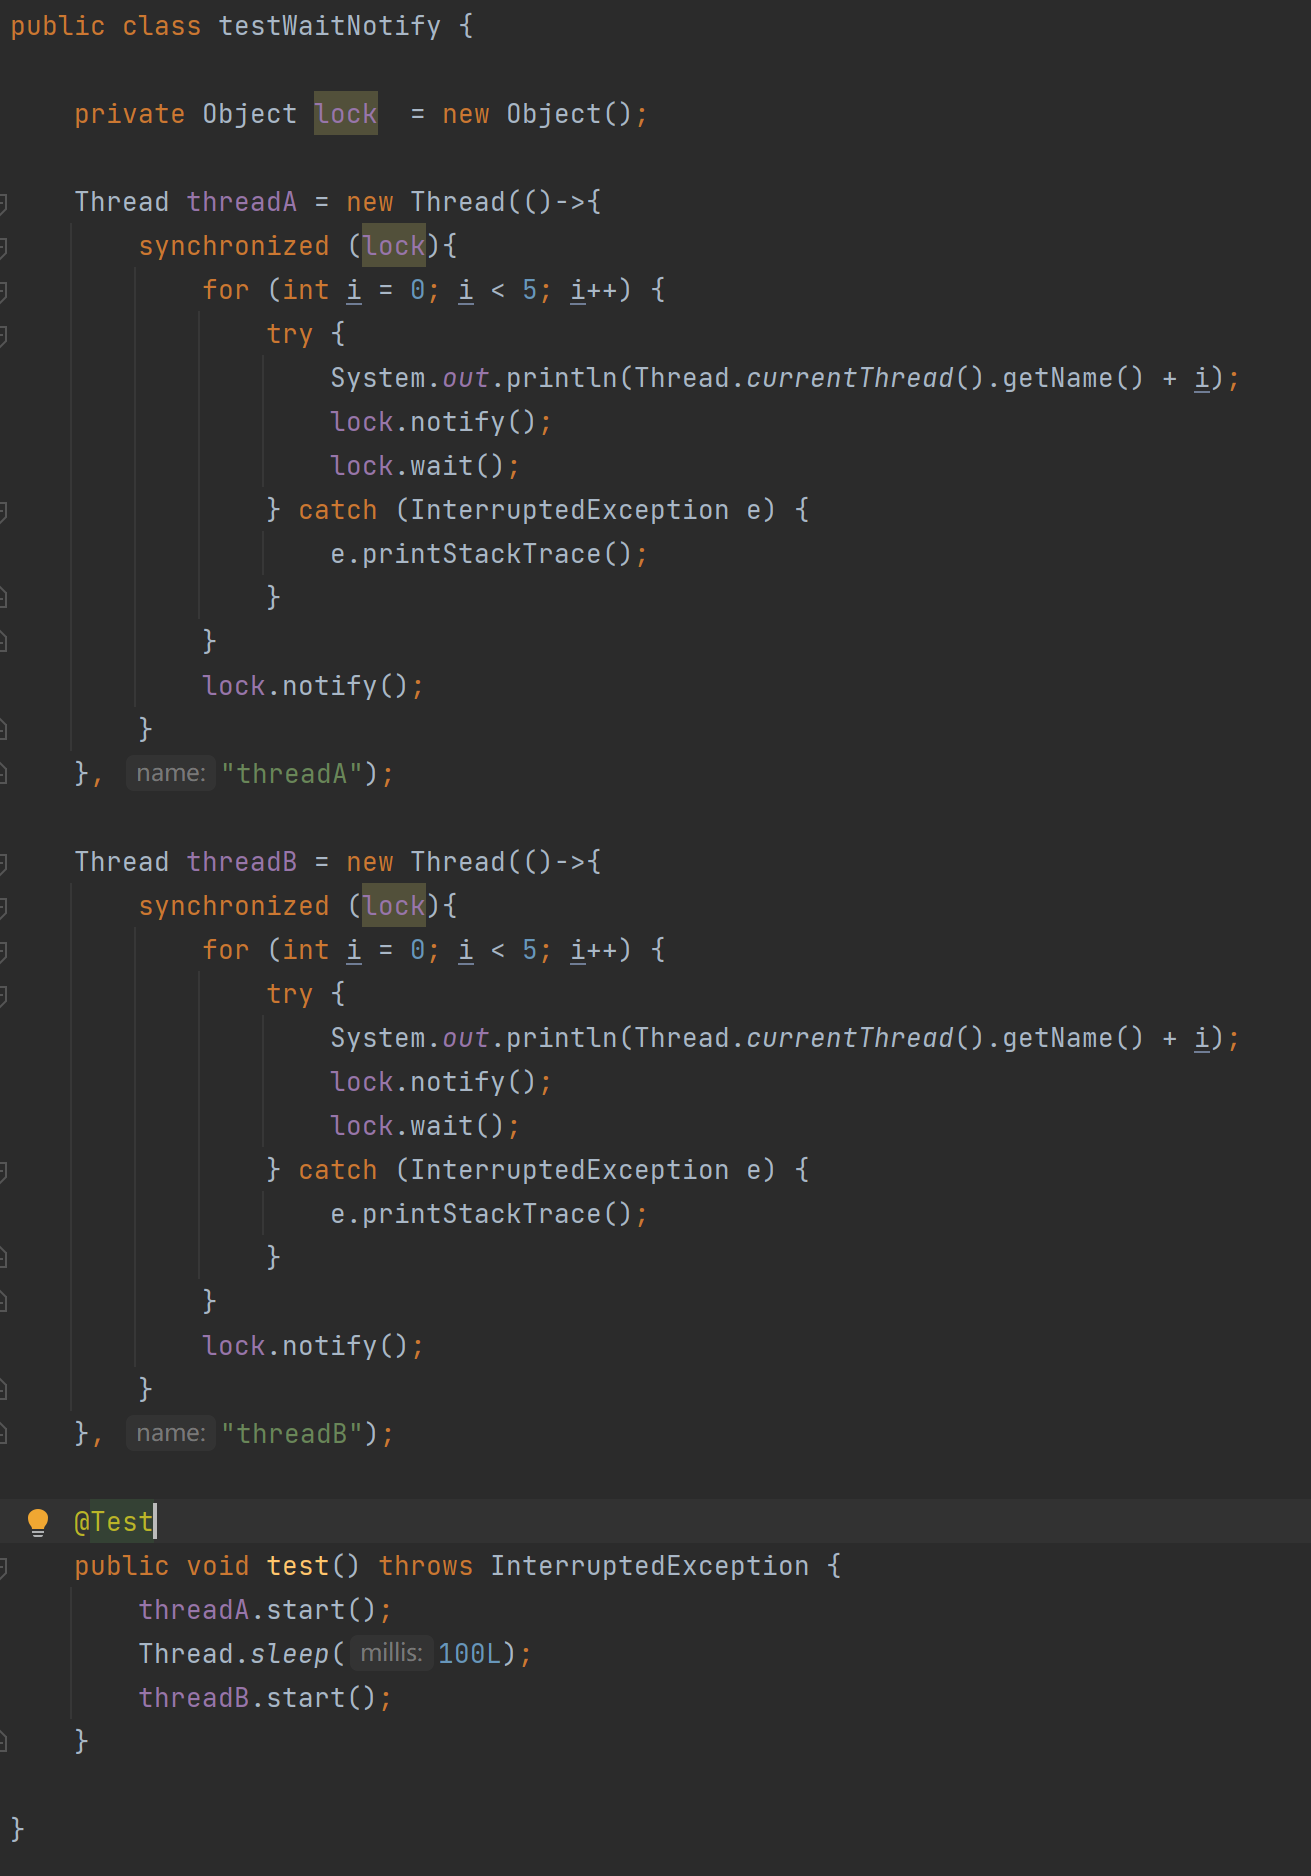 public class testWaitNotify {
private Object lock  = new Object();
Thread threadA = new Thread(()->{
synchronized (lock){
for (int i = 0; i < 5; i++) {
try {
System.out.println(Thread.currentThread().getName() + i);
lock.notify();
lock.wait();
} catch (InterruptedException e) {
e.printStackTrace();
}
}
lock.notify();
}
}, name: "threadA");
Thread threadB = new Thread(()->{
synchronized (lock){
for (int i = 0; i < 5; i++) {
try {
System.out.println(Thread.currentThread().getName() + i);
lock.notify();
lock.wait();
} catch (InterruptedException e) {
e.printStackTrace();
}
}
lock.notify();
}
}, name: "threadB");
@Test
public void test() throws InterruptedException {
threadA.start();
Thread.sleep( millis: 100L);
threadB.start();
}
}